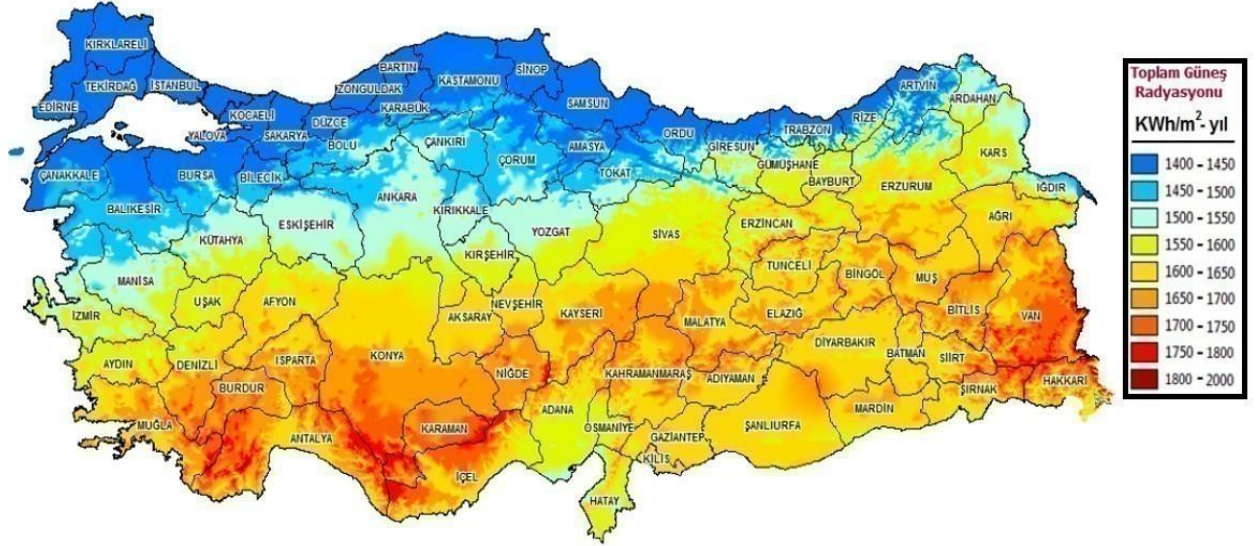 KIRKLARELİ
TEKİRDAĞ
İSTANBUL
EDİRNE
KOCAELİ
YALOVA
SAKARYA
DÜZCE
ZONGULDAK
BARTIN
KARABÜK
KASTAMONU
SİNOP
SAMSUN
BOLU
ÇANKIRI
ÇORUM
AMASYA
TOKAT
ORDU
GİRESUN
TRABZON
RİZE
ARTVİN
ARDAHAN
KARS
IĞDIR
GÜMÜŞHANE
BAYBURT
ERZURUM
AĞRI
ÇANAKKALE
BURSA
BİLECİK
BALIKESİR
ESKİŞEHİR
ANKARA
KIRIKKALE
KÜTAHYA
YOZGAT
SİVAS
ERZİNCAN
KIRŞEHİR
TUNCELİ
BİNGÖL
MUŞ
MANİSA
UŞAK
AFYON
İZMİR
NEVŞEHİR
AKSARAY
KAYSERİ
MALATYA
ELAZIĞ
BİTLİS
VAN
DİYARBAKIR
BATMAN
SİİRT
AYDIN
DENİZLİ
ISPARTA
KONYA
NİĞDE
KAHRAMANMARAŞ
ADIYAMAN
ŞIRNAK
HAKKARİ
BURDUR
MUĞLA
ANTALYA
KARAMAN
ADANA
OSMANİYE
GAZİANTEP
ŞANLIURFA
MARDİN
KİLİS
İÇEL
HATAY
Toplam Güneş
Radyasyonu
KWh/m²- yıl
1400 - 1450
1450 - 1500
1500 - 1550
1550 - 1600
1600 - 1650
1650 - 1700
1700 - 1750
1750 - 1800
1800 - 2000